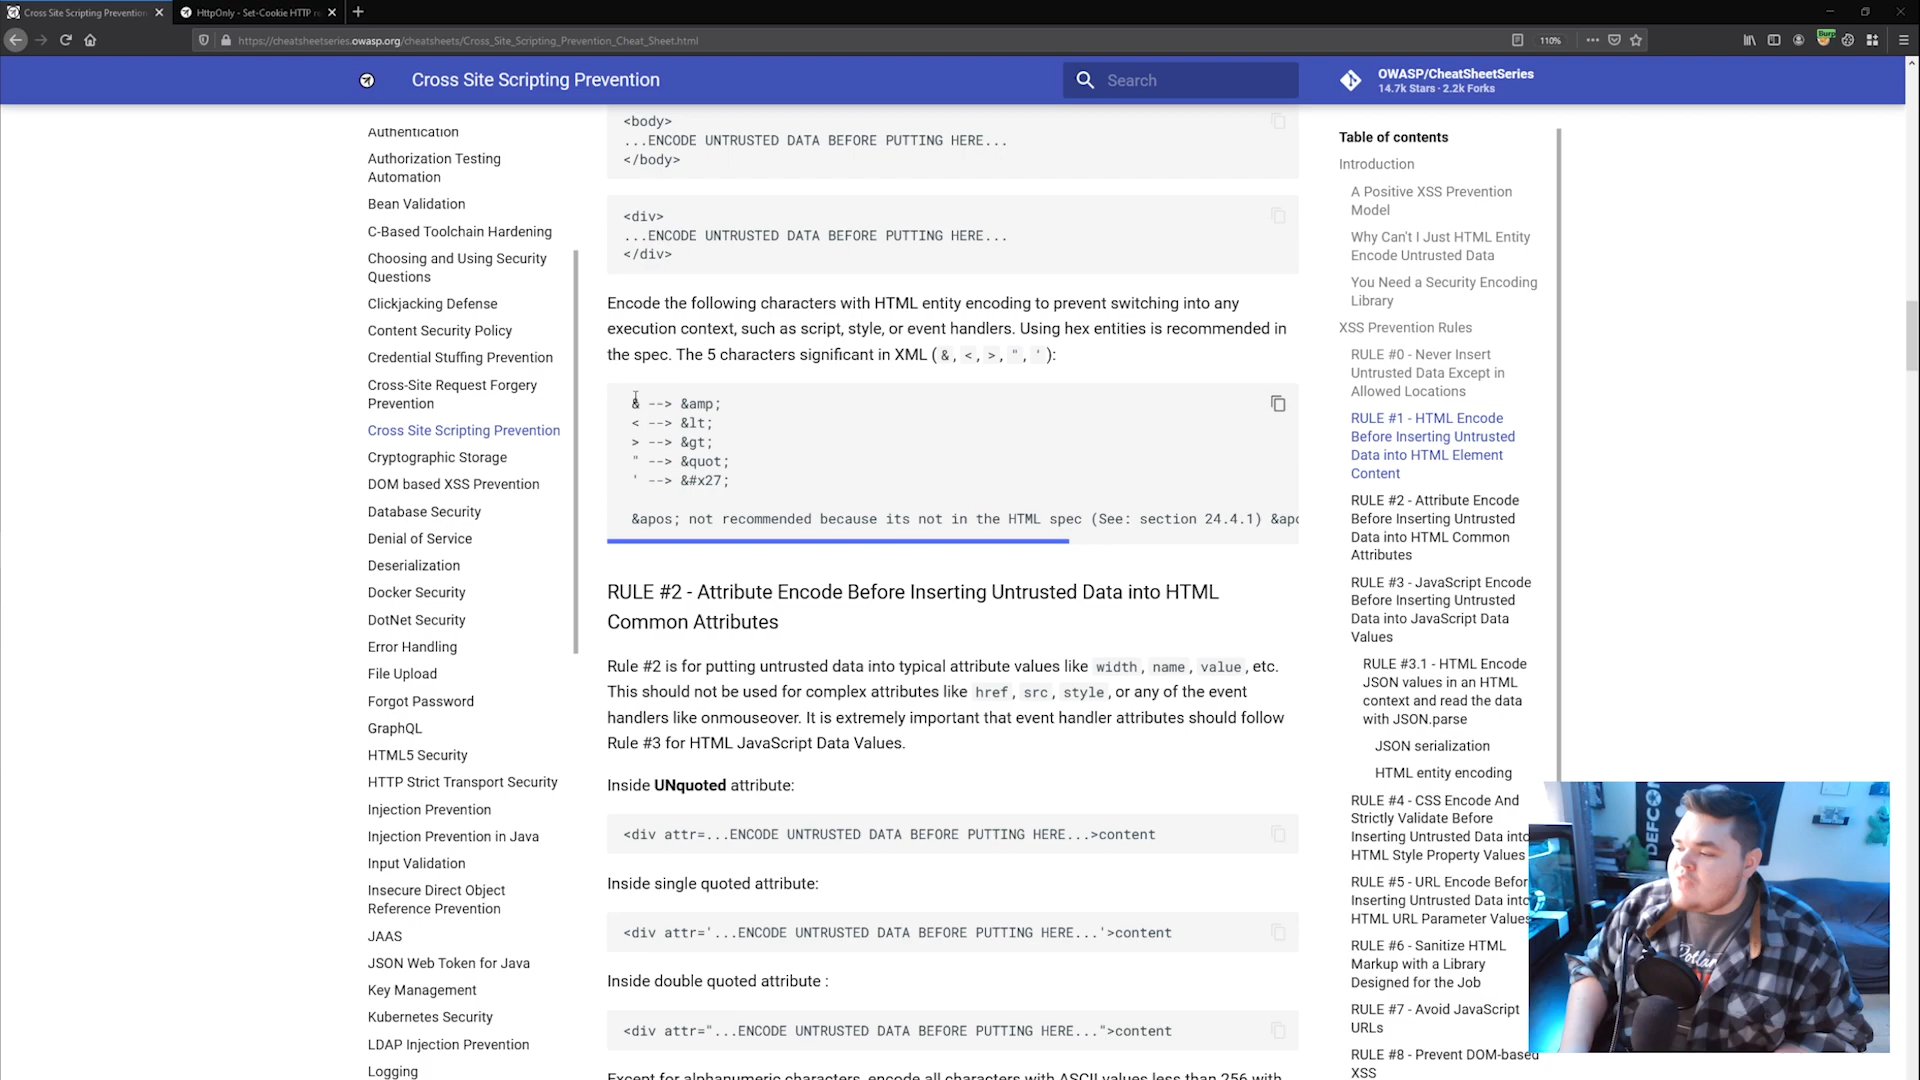 Cross Site Scripting Prevention
HttpOnly - Set-Cookie HTTP r
https://cheatsheetseries.owasp.org/cheatsheets/Cross_Site_Scripting_Prevention_Cheat_Sheet.html
110%
Burp
Cross Site Scripting Prevention
Search
OWASP/CheatSheetSeries
14.7k Stars · 2.2k Forks
Authentication
Authorization Testing
Automation
Bean Validation
C-Based Toolchain Hardening
Choosing and Using Security
Questions
Clickjacking Defense
Content Security Policy
Credential Stuffing Prevention
Cross-Site Request Forgery
Prevention
Cross Site Scripting Prevention
Cryptographic Storage
DOM based XSS Prevention
Database Security
Denial of Service
Deserialization
Docker Security
DotNet Security
Error Handling
File Upload
Forgot Password
GraphQL
HTML5 Security
HTTP Strict Transport Security
Injection Prevention
Injection Prevention in Java
Input Validation
Insecure Direct Object
Reference Prevention
JAAS
JSON Web Token for Java
Key Management
Kubernetes Security
LDAP Injection Prevention
Logging
<body>
...ENCODE UNTRUSTED DATA BEFORE PUTTING HERE...
</body>
<div>
...ENCODE UNTRUSTED DATA BEFORE PUTTING HERE...
</div>
Encode the following characters with HTML entity encoding to prevent switching into any
execution context, such as script, style, or event handlers. Using hex entities is recommended in
the spec. The 5 characters significant in XML ( &, <, >, ", ' ):
& --> &amp;
< --> &lt;
> --> &gt;
" --> &quot;
' --> &#x27;
&apos; not recommended because its not in the HTML spec (See: section 24.4.1) &apo
RULE #2 - Attribute Encode Before Inserting Untrusted Data into HTML
Common Attributes
Rule #2 is for putting untrusted data into typical attribute values like width, name, value, etc.
This should not be used for complex attributes like href, src, style, or any of the event
handlers like onmouseover. It is extremely important that event handler attributes should follow
Rule #3 for HTML JavaScript Data Values.
Inside UNquoted attribute:
<div attr=...ENCODE UNTRUSTED DATA BEFORE PUTTING HERE...>content
Inside single quoted attribute:
<div attr='...ENCODE UNTRUSTED DATA BEFORE PUTTING HERE...'>content
Inside double quoted attribute :
<div attr="...ENCODE UNTRUSTED DATA BEFORE PUTTING HERE...">content
Except for alphanumeric characters, encode all characters with ASCII values less than 256 with
Table of contents
Introduction
A Positive XSS Prevention
Model
Why Can't I Just HTML Entity
Encode Untrusted Data
You Need a Security Encoding
Library
XSS Prevention Rules
RULE #0 - Never Insert
Untrusted Data Except in
Allowed Locations
RULE #1 - HTML Encode
Before Inserting Untrusted
Data into HTML Element
Content
RULE #2 - Attribute Encode
Before Inserting Untrusted
Data into HTML Common
Attributes
RULE #3 - JavaScript Encode
Before Inserting Untrusted
Data into JavaScript Data
Values
RULE #3.1 - HTML Encode
JSON values in an HTML
context and read the data
with JSON.parse
JSON serialization
HTML entity encoding
RULE #4 - CSS Encode And
Strictly Validate Before
Inserting Untrusted Data into
HTML Style Property Values
RULE #5 - URL Encode Befor
Inserting Untrusted Data into
HTML URL Parameter Values
RULE #6 - Sanitize HTML
Markup with a Library
Designed for the Job
RULE #7 - Avoid JavaScript
URLs
RULE #8 - Prevent DOM-based
XSS
DEFCON